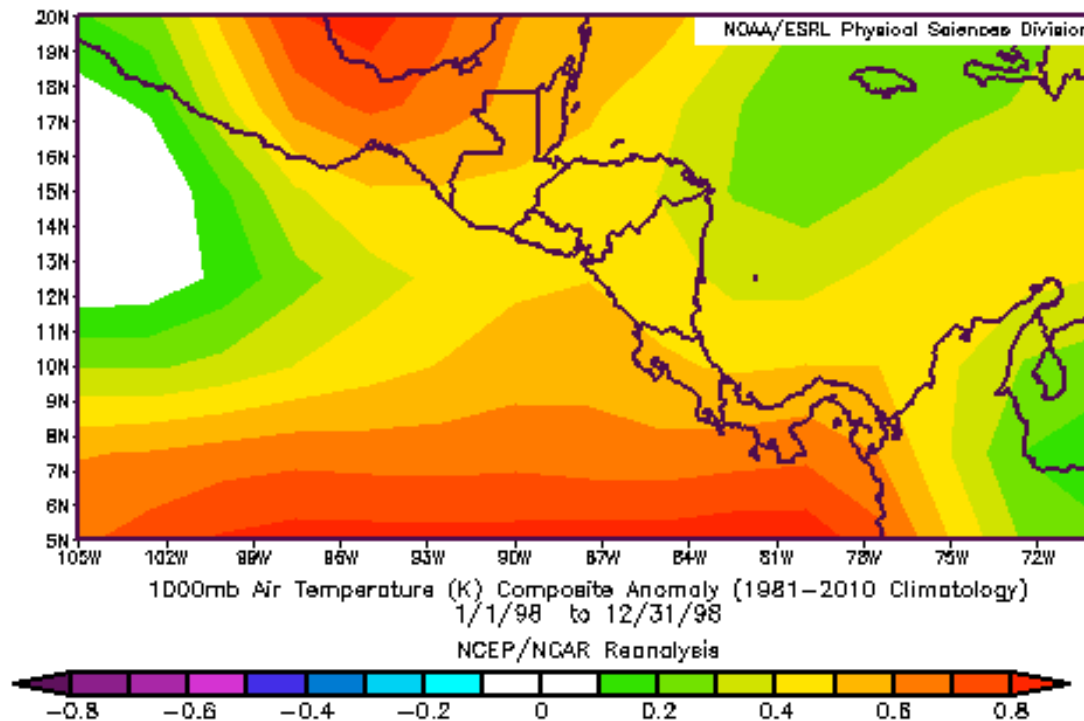 NOAA/ESRL Physical Sciences Division
20N
19N
18N
17N
16N
15N
14N
13N
12N
11N
10N
9N
8N
7N
6N
5N
105W 102W 99W 96W 93W 90W 87W 84W 81W 78W 75W 72W
1000mb Air Temperature (K) Composite Anomaly (1981-2010 Climatology)
1/1/98 to 12/31/98
NCEP/NCAR Reanalysis
-0.8 -0.6 -0.4 -0.2 0 0.2 0.4 0.6 0.8